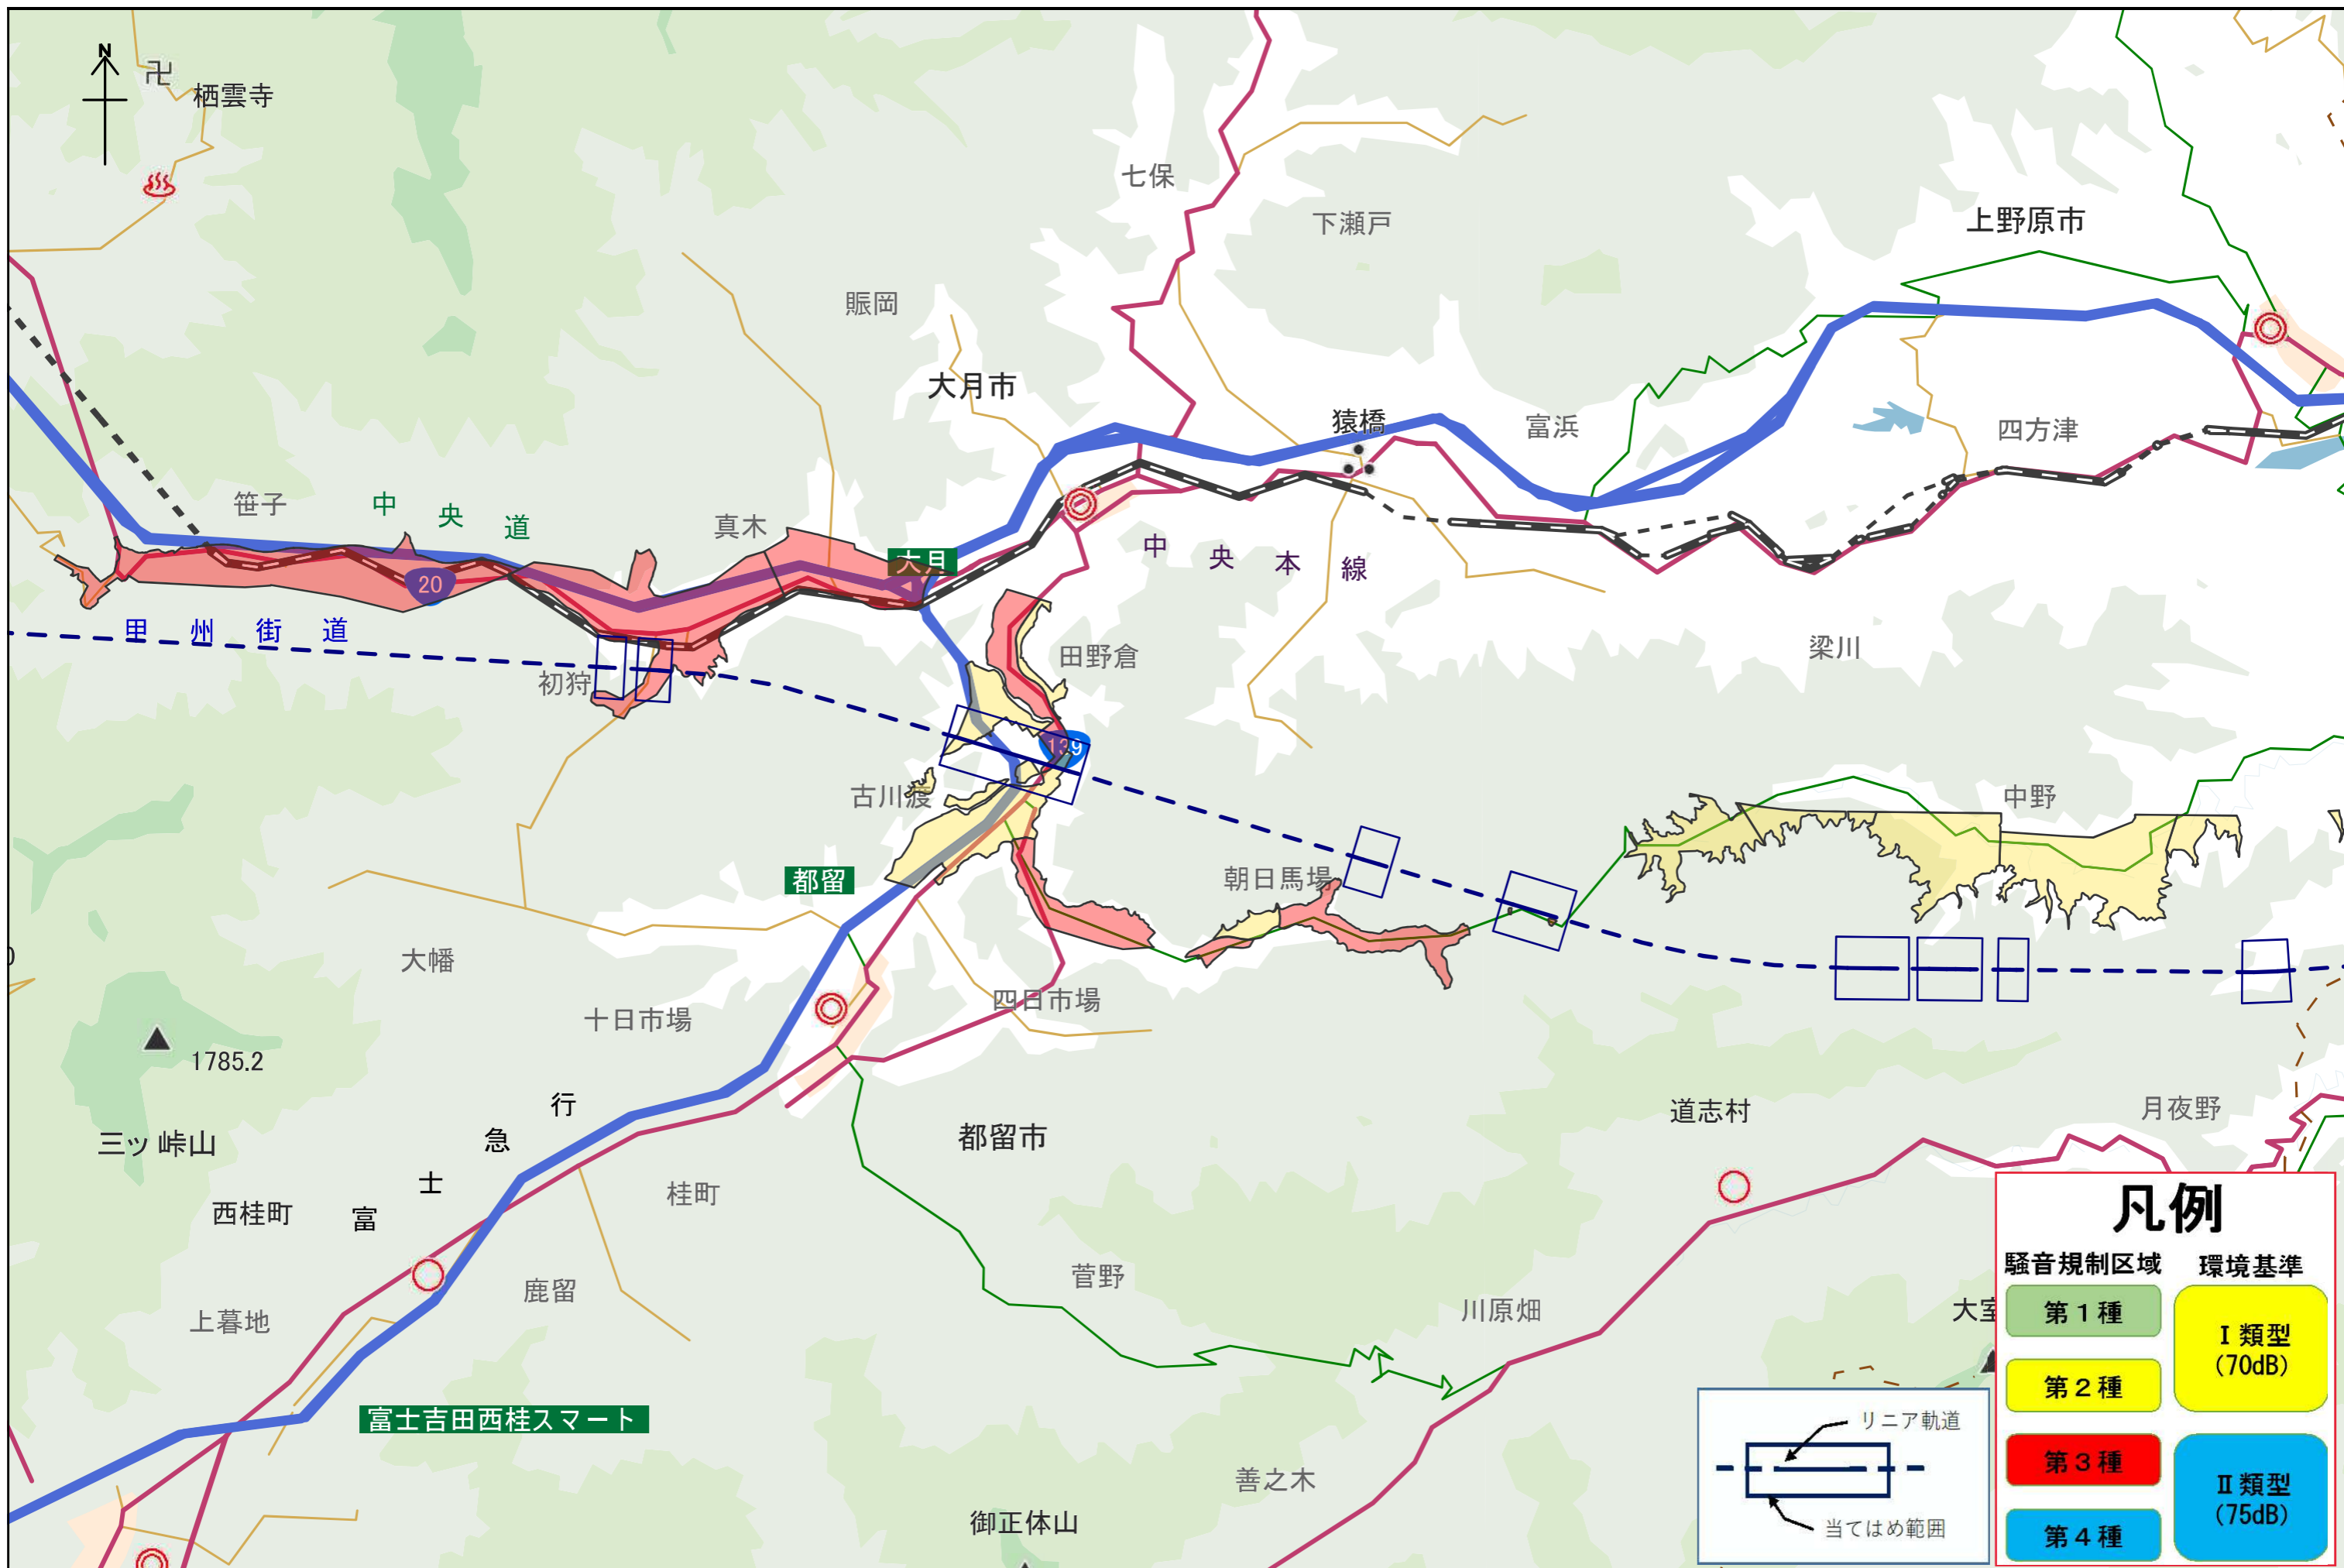 N
卍
栖雲寺
七保
下瀬戸
上野原市
賑岡
大月市
猿橋
富浜
四方津
笹子
中央道
真木
大月
中央本線
20
甲州街道
田野倉
梁川
初狩
139
古川渡
中野
都留
朝日馬場
大幡
四日市場
十日市場
1785.2
三ッ峠山
都留市
道志村
月夜野
富士急行
桂町
西桂町
鹿留
菅野
川原畑
上暮地
富士吉田西桂スマート
善之木
御正体山
大室
リニア軌道
当てはめ範囲
凡例
騒音規制区域 環境基準
第1種
第2種
Ⅰ類型
(70dB)
第3種
第4種
Ⅱ類型
(75dB)